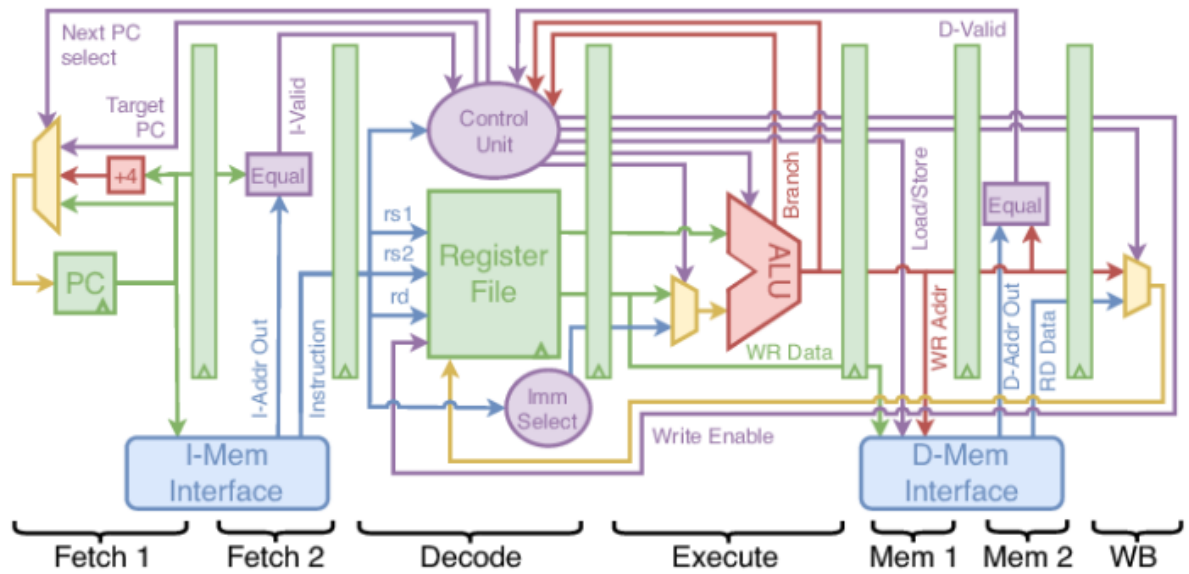 Next PC
select
Target
PC
+4
PC
I-Valid
Equal
I-Addr Out
Instruction
I-Mem
Interface
Control
Unit
rs1
rs2
rd
Register
File
Imm
Select
Write Enable
WR Data
ALU
Branch
Load/Store
WR Addr
D-Valid
Equal
D-Addr Out
RD Data
D-Mem
Interface
Fetch 1
Fetch 2
Decode
Execute
Mem 1
Mem 2
WB